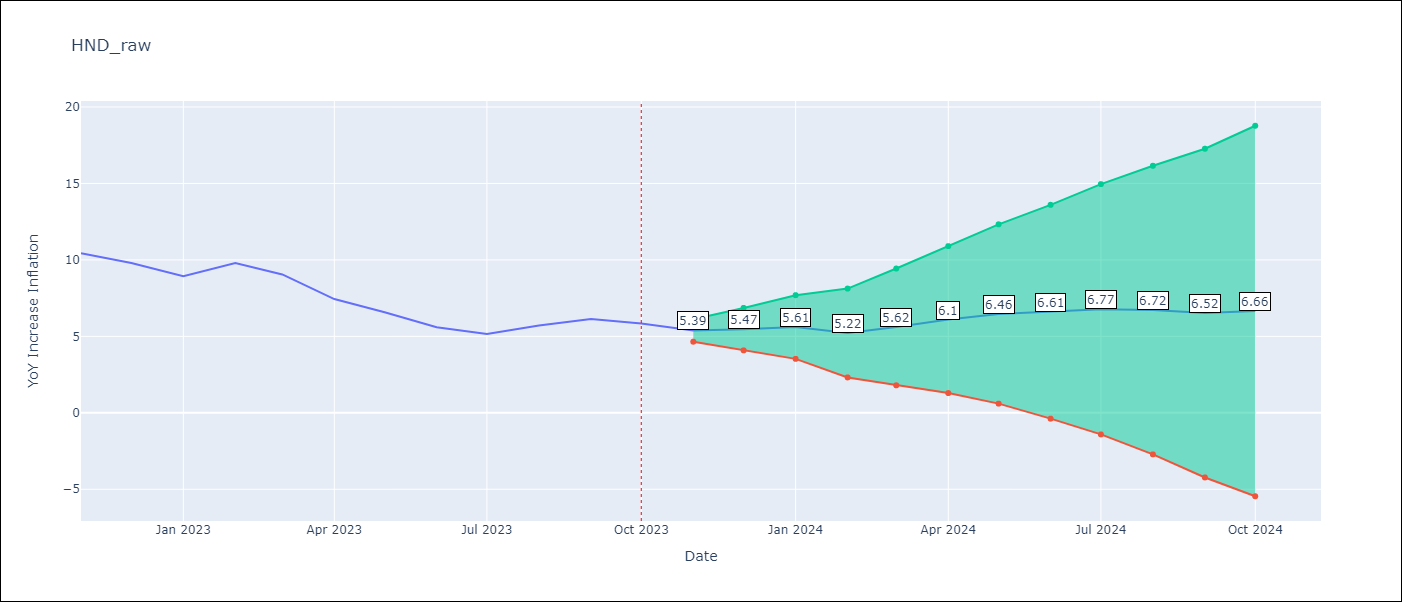 HND_raw
20
15
10
5
0
−5
YoY Increase Inflation
5.39
5.47
5.61
5.22
5.62
6.1
6.46
6.61
6.77
6.72
6.52
6.66
Jan 2023
Apr 2023
Jul 2023
Oct 2023
Jan 2024
Apr 2024
Jul 2024
Oct 2024
Date